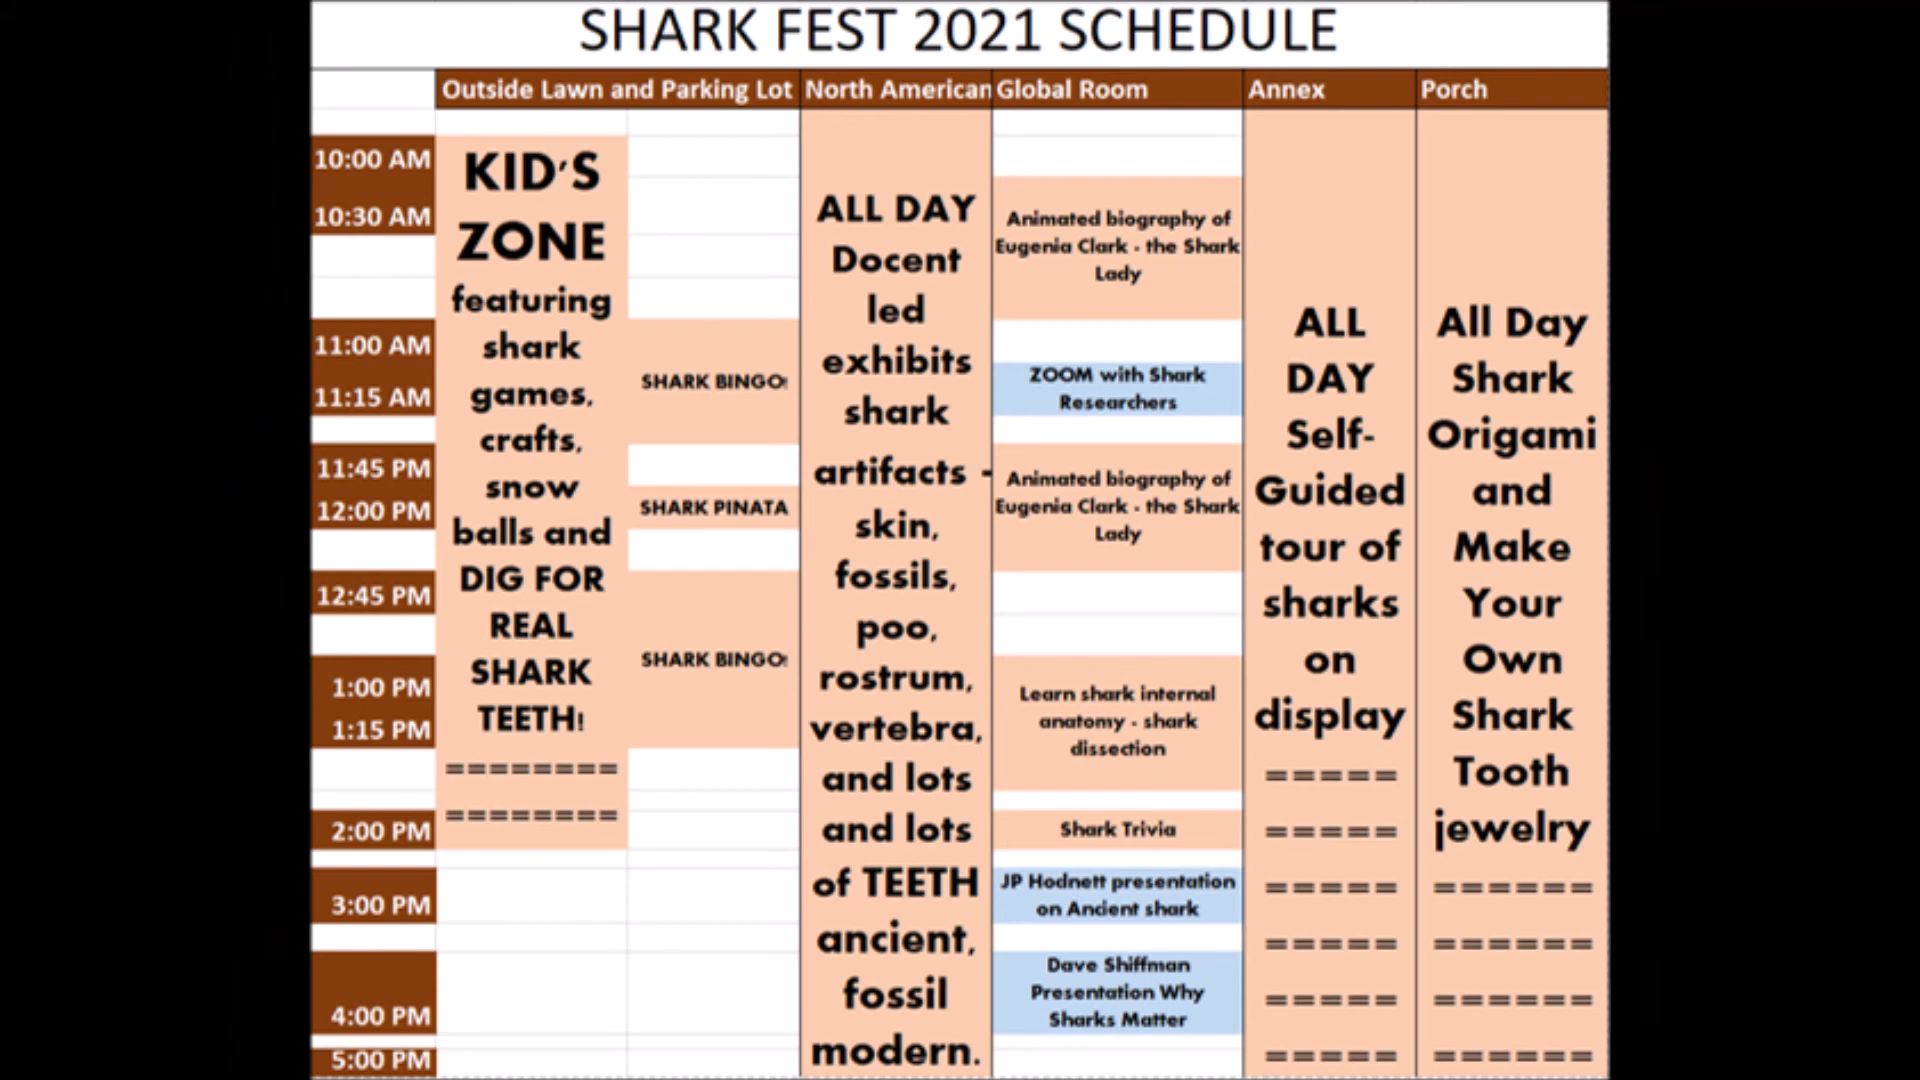 SHARK FEST 2021 SCHEDULE
Outside Lawn and Parking Lot
North American
Global Room
Annex
Porch
10:00 AM
10:30 AM
11:00 AM
11:15 AM
11:45 PM
12:00 PM
12:45 PM
1:00 PM
1:15 PM
2:00 PM
3:00 PM
4:00 PM
5:00 PM
KID'S
ZONE
featuring
shark
games,
crafts,
snow
balls and
DIG FOR
REAL
SHARK
TEETH!
========
========
SHARK BINGO!
SHARK PINATA
SHARK BINGO!
ALL DAY
Docent
led
exhibits
shark
artifacts -
skin,
fossils,
poo,
rostrum,
vertebra,
and lots
and lots
of TEETH
ancient,
fossil
modern.
Animated biography of
Eugenia Clark - the Shark
Lady
ZOOM with Shark
Researchers
Animated biography of
Eugenia Clark - the Shark
Lady
Learn shark internal
anatomy - shark
dissection
Shark Trivia
JP Hodnett presentation
on Ancient shark
Dave Shiffman
Presentation Why
Sharks Matter
ALL
DAY
Self-
Guided
tour of
sharks
on
display
=====
=====
=====
=====
=====
=====
All Day
Shark
Origami
and
Make
Your
Own
Shark
Tooth
jewelry
======
======
======
======